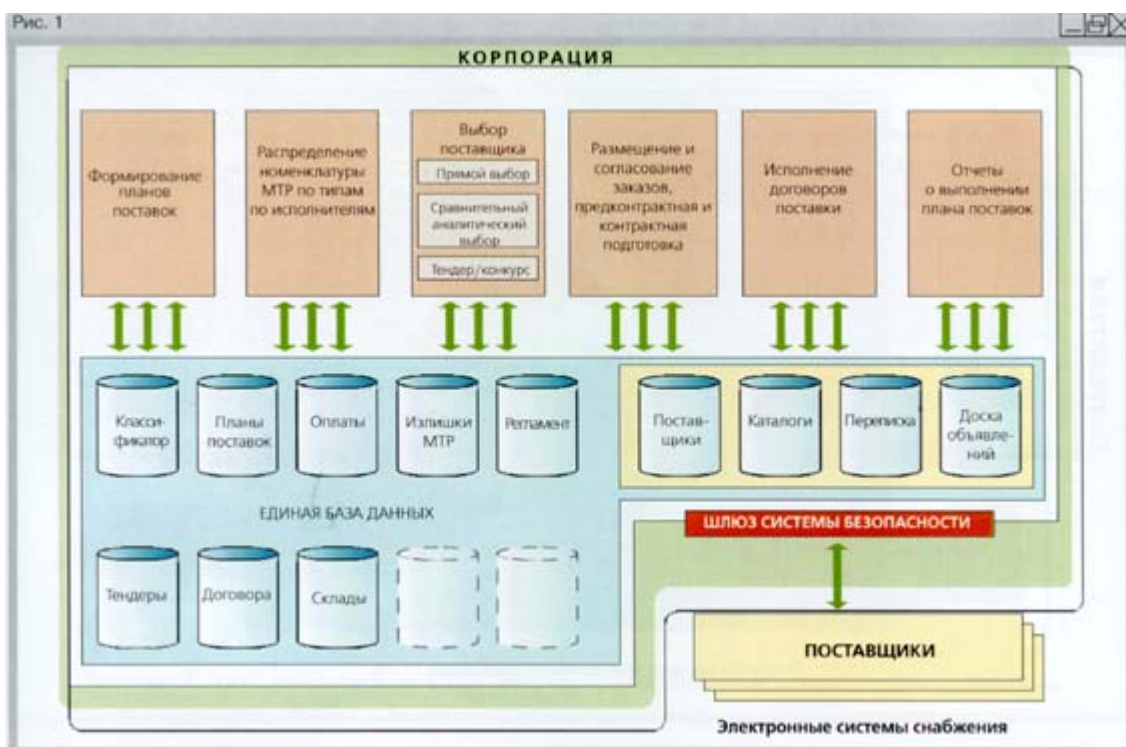 Рис. 1
КОРПОРАЦИЯ
Формирование
планов
поставок
Распределение
номенклатуры
МТР по типам
по исполнителям
Выбор
поставщика
Прямой выбор
Сравнительный
аналитический
выбор
Тендер/конкурс
Размещение и
согласование
заказов,
предконтрактная и
контрактная
подготовка
Исполнение
договоров
поставки
Отчеты
о выполнении
плана поставок
Класси-
фикатор
Планы
поставок
Оплаты
Излишки
МТР
Регламент
Постав-
щики
Каталоги
Переписка
Доска
объявле-
ний
ЕДИНАЯ БАЗА ДАННЫХ
ШЛЮЗ СИСТЕМЫ БЕЗОПАСНОСТИ
Тендеры
Договора
Склады
ПОСТАВЩИКИ
Электронные системы снабжения